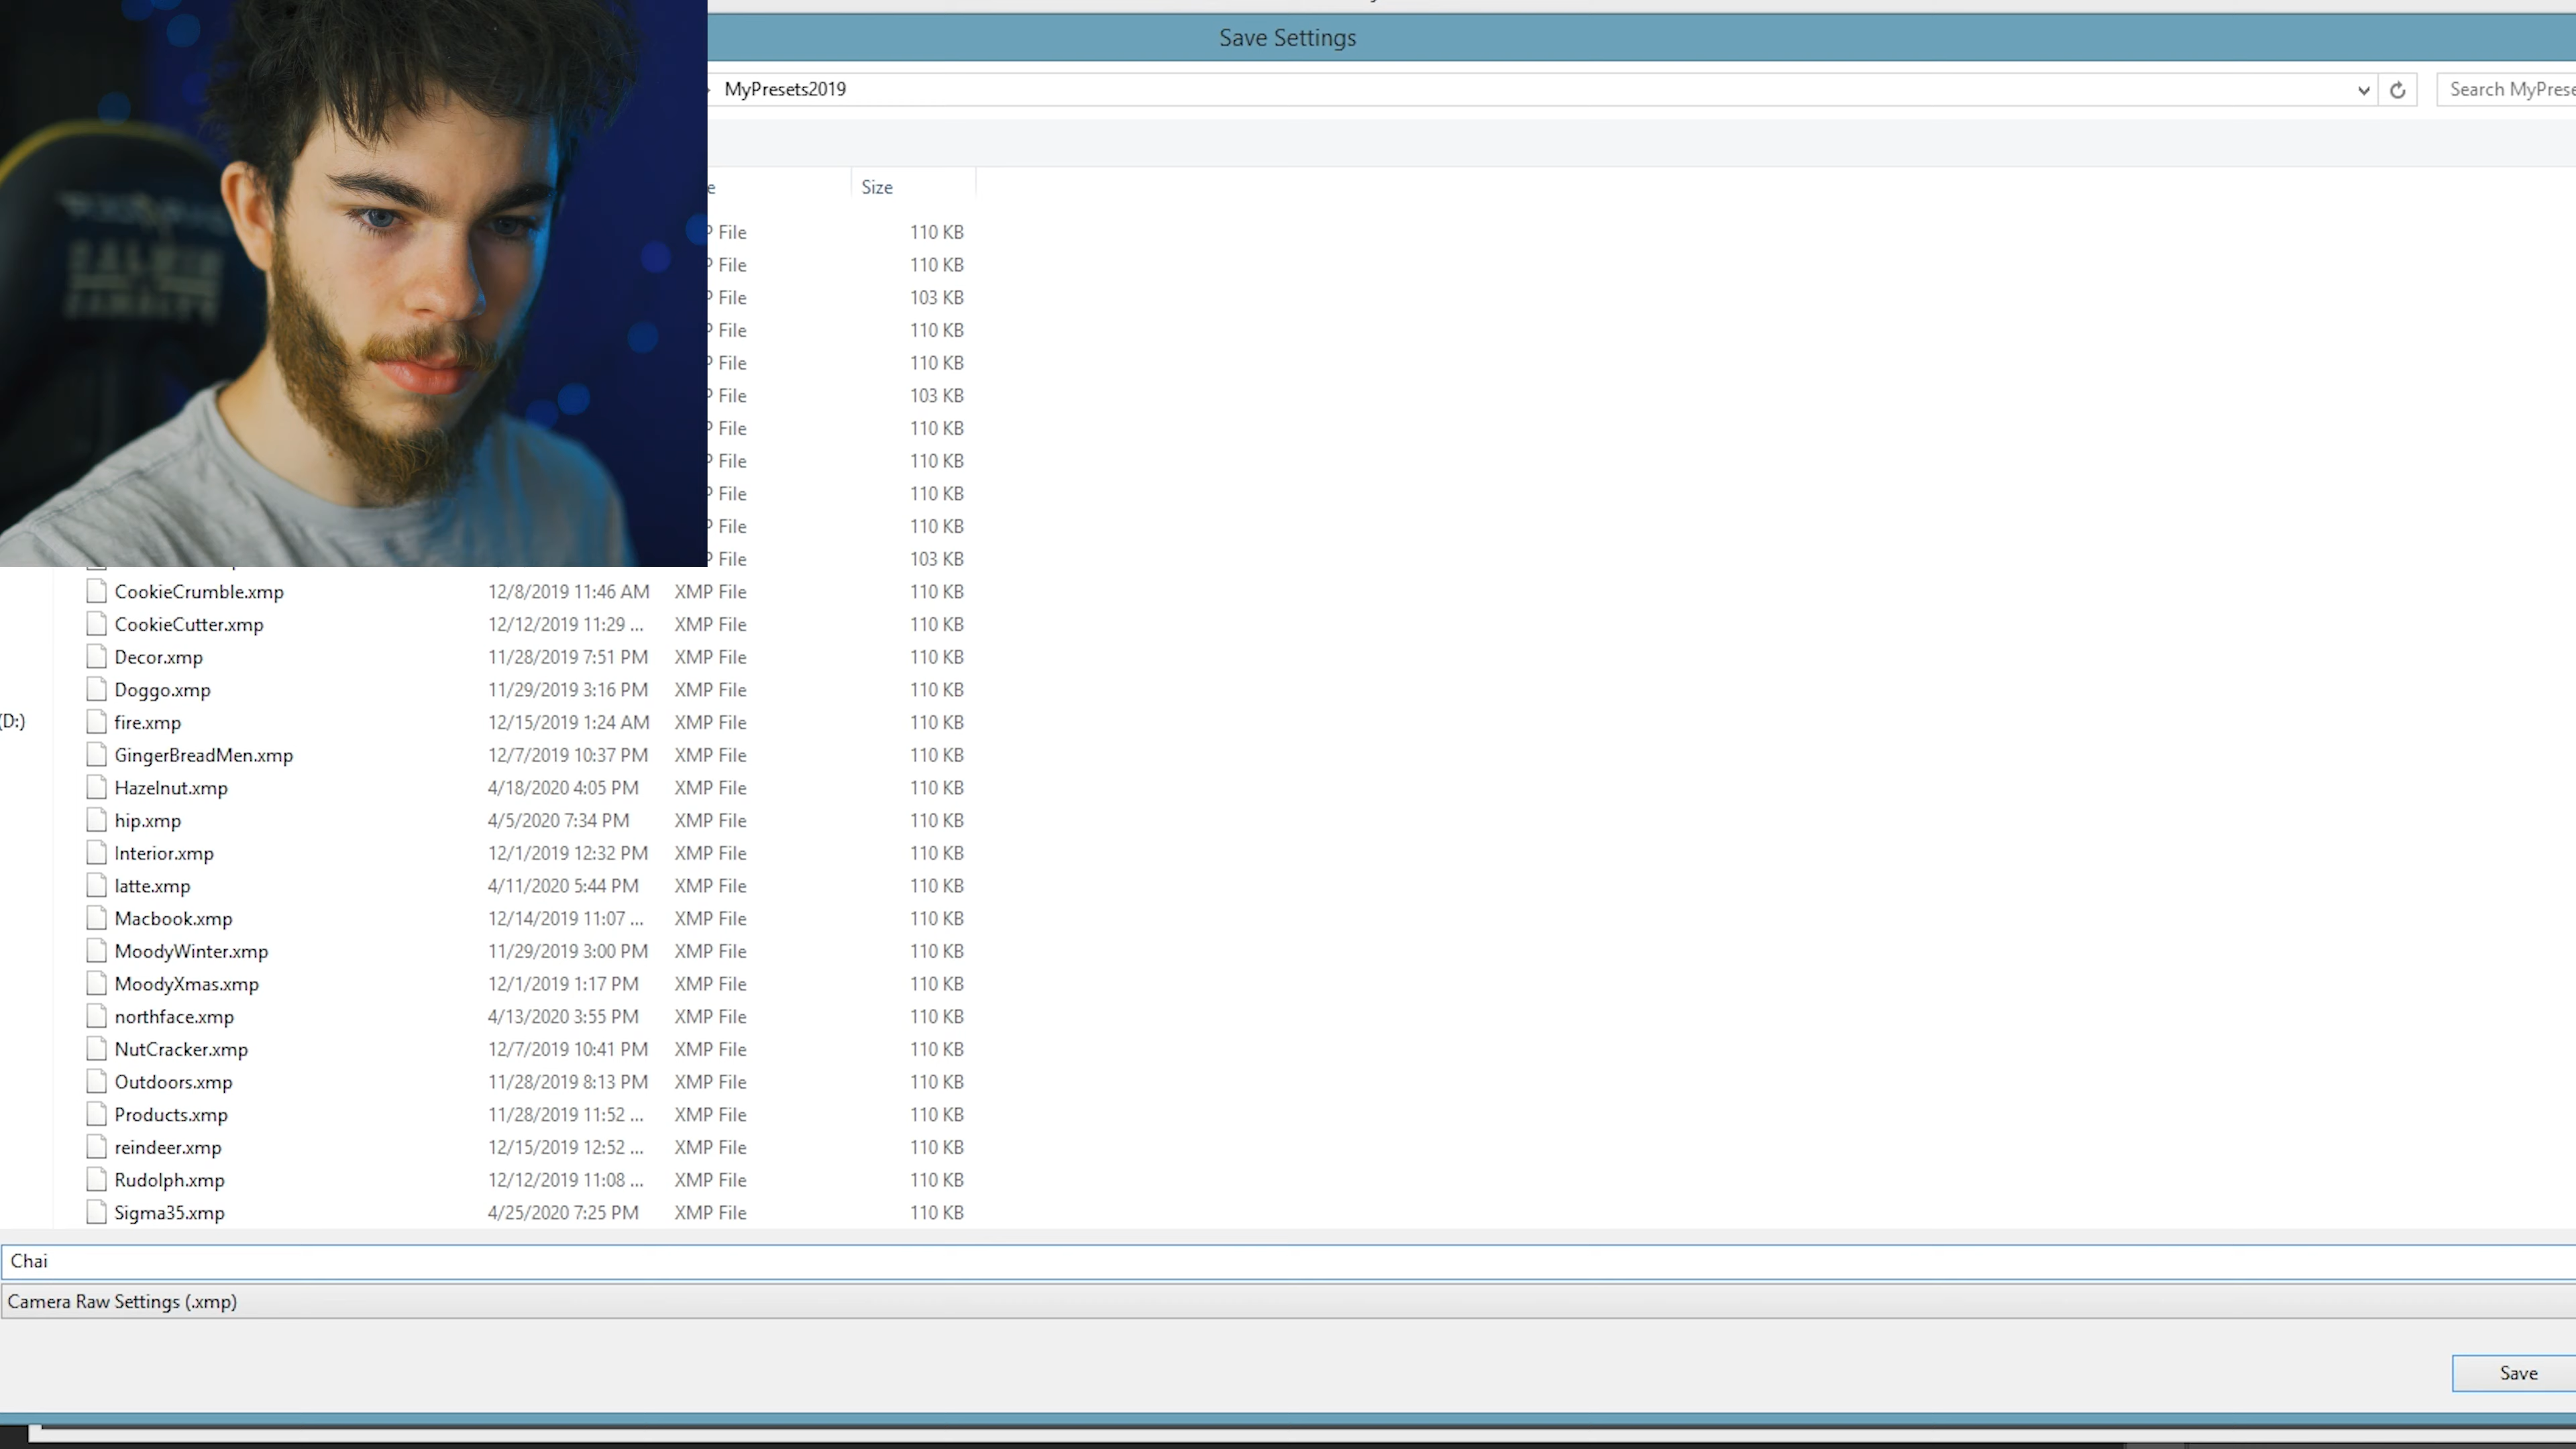 Save Settings
MyPresets2019
Search MyPrese
Size
File 110 KB
File 110 KB
File 103 KB
File 110 KB
File 110 KB
File 103 KB
File 110 KB
File 110 KB
File 110 KB
File 110 KB
File 103 KB
CookieCrumble.xmp 12/8/2019 11:46 AM XMP File 110 KB
CookieCutter.xmp 12/12/2019 11:29 ... XMP File 110 KB
Decor.xmp 11/28/2019 7:51 PM XMP File 110 KB
Doggo.xmp 11/29/2019 3:16 PM XMP File 110 KB
(D:) fire.xmp 12/15/2019 1:24 AM XMP File 110 KB
GingerBreadMen.xmp 12/7/2019 10:37 PM XMP File 110 KB
Hazelnut.xmp 4/18/2020 4:05 PM XMP File 110 KB
hip.xmp 4/5/2020 7:34 PM XMP File 110 KB
Interior.xmp 12/1/2019 12:32 PM XMP File 110 KB
latte.xmp 4/11/2020 5:44 PM XMP File 110 KB
Macbook.xmp 12/14/2019 11:07 ... XMP File 110 KB
MoodyWinter.xmp 11/29/2019 3:00 PM XMP File 110 KB
MoodyXmas.xmp 12/1/2019 1:17 PM XMP File 110 KB
northface.xmp 4/13/2020 3:55 PM XMP File 110 KB
NutCracker.xmp 12/7/2019 10:41 PM XMP File 110 KB
Outdoors.xmp 11/28/2019 8:13 PM XMP File 110 KB
Products.xmp 11/28/2019 11:52 ... XMP File 110 KB
reindeer.xmp 12/15/2019 12:52 ... XMP File 110 KB
Rudolph.xmp 12/12/2019 11:08 ... XMP File 110 KB
Sigma35.xmp 4/25/2020 7:25 PM XMP File 110 KB
Chai
Camera Raw Settings (.xmp)
Save